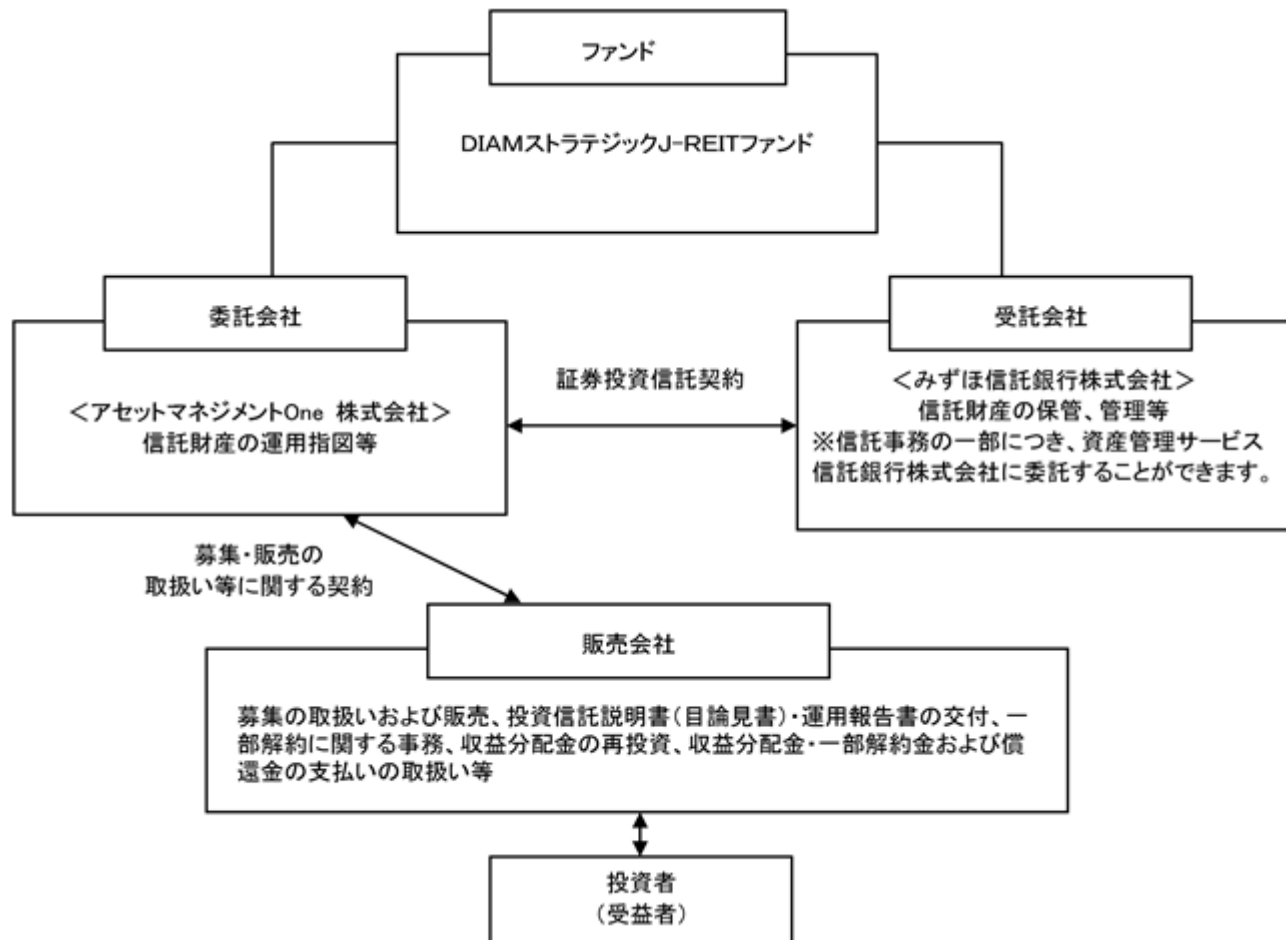 ファンド
DIAMストラテジックJ-REITファンド
委託会社
＜アセットマネジメントOne 株式会社＞
信託財産の運用指図等
証券投資信託契約
受託会社
＜みずほ信託銀行株式会社＞
信託財産の保管、管理等
※信託事務の一部につき、資産管理サービス
信託銀行株式会社に委託することができます。
募集・販売の
取扱い等に関する契約
販売会社
募集の取扱いおよび販売、投資信託説明書(目論見書)・運用報告書の交付、一
部解約に関する事務、収益分配金の再投資、収益分配金・一部解約金および償
還金の支払いの取扱い等
投資者
（受益者）